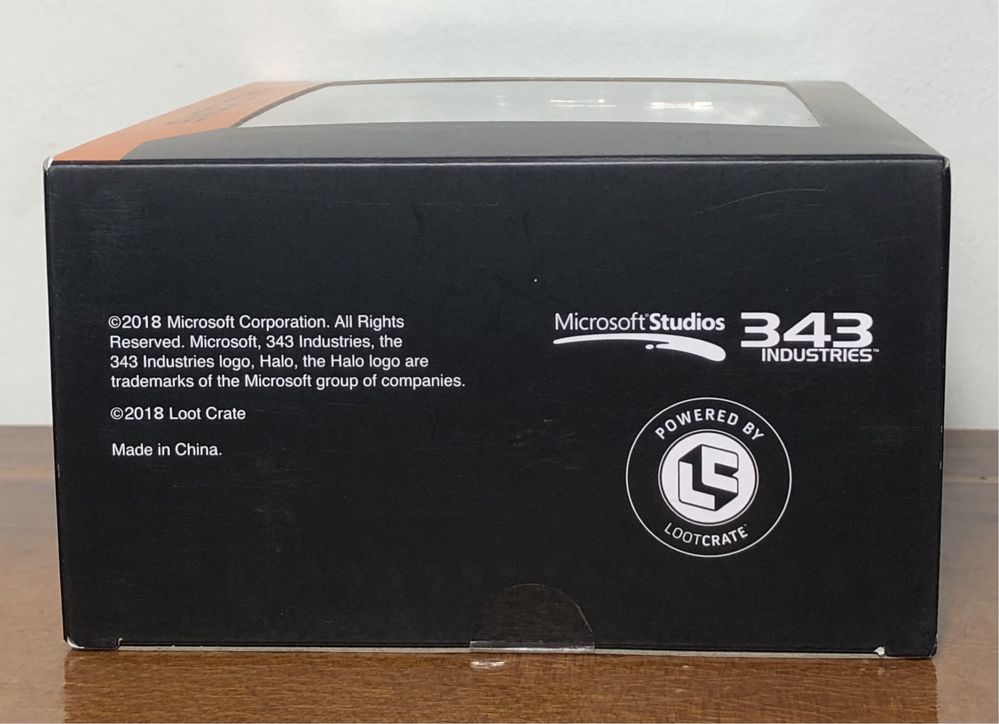 ©2018 Microsoft Corporation. All Rights
Reserved. Microsoft, 343 Industries, the
343 Industries logo, Halo, the Halo logo are
trademarks of the Microsoft group of companies.
©2018 Loot Crate
Made in China.
Microsoft® Studios
343
INDUSTRIES™
POWERED BY
LC
LOOTCRATE™